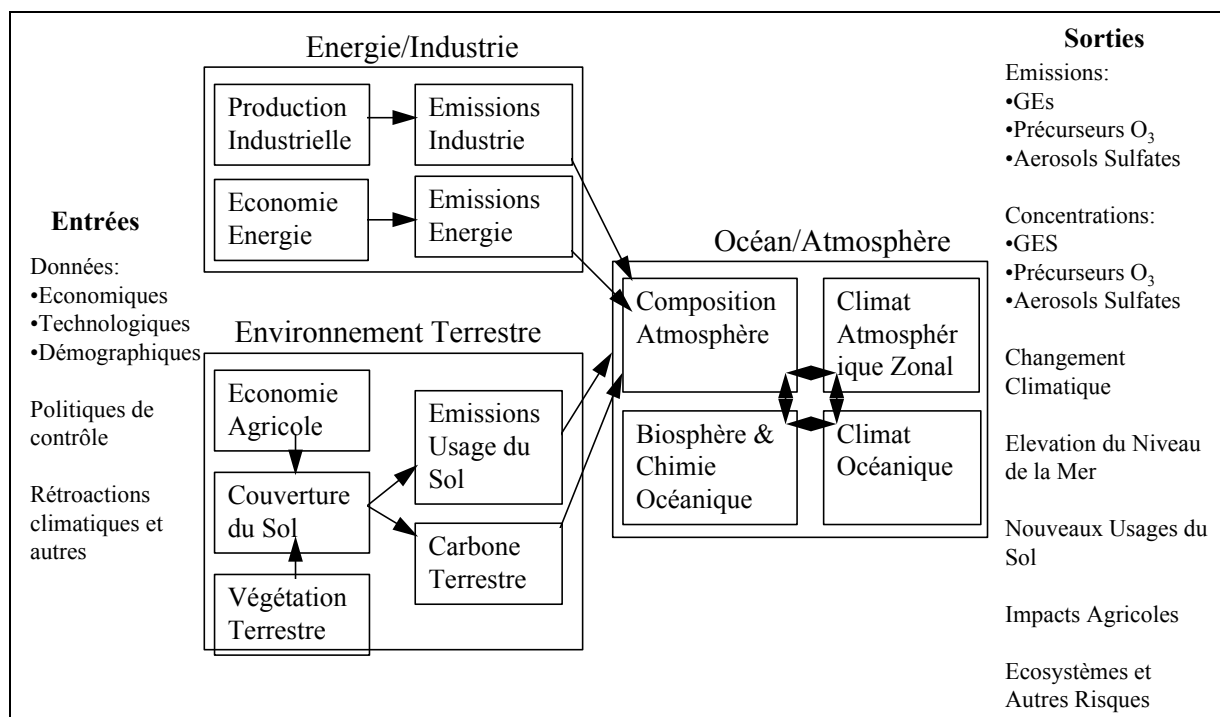 Entrées
Données:
•Economiques
•Technologiques
•Démographiques
Politiques de
contrôle
Rétroactions
climatiques et
autres
Energie/Industrie
Production
Industrielle
Emissions
Industrie
Economie
Energie
Emissions
Energie
Environnement Terrestre
Economie
Agricole
Couverture
du Sol
Végétation
Terrestre
Emissions
Usage du
Sol
Carbone
Terrestre
Océan/Atmosphère
Composition
Atmosphère
Climat
Atmosphér
ique Zonal
Biosphère &
Chimie
Océanique
Climat
Océanique
Sorties
Emissions:
•GEs
•Précurseurs O3
•Aerosols Sulfates
Concentrations:
•GES
•Précurseurs O3
•Aerosols Sulfates
Changement
Climatique
Elevation du Niveau
de la Mer
Nouveaux Usages du
Sol
Impacts Agricoles
Ecosystèmes et
Autres Risques